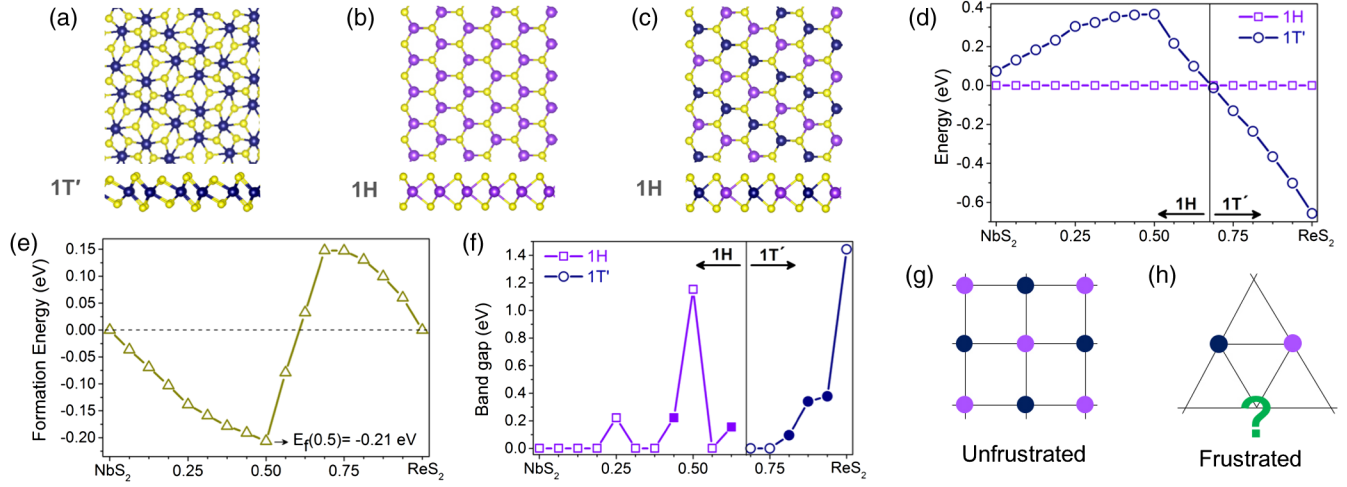 (a)
1T′
(b)
1H
(c)
1H
(d)
0.4
0.2
0.0
-0.2
-0.4
-0.6
Energy (eV)
1H
1T'
1H
1T´
NbS2
0.25
0.50
0.75
ReS2
(e)
0.15
0.10
0.05
0.00
-0.05
-0.10
-0.15
-0.20
Formation Energy (eV)
Ef(0.5)= -0.21 eV
NbS2
0.25
0.50
0.75
ReS2
(f)
1.4
1.2
1.0
0.8
0.6
0.4
0.2
0.0
Band gap (eV)
1H
1T'
1H
1T´
NbS2
0.25
0.50
0.75
ReS2
(g)
Unfrustrated
(h)
?
Frustrated